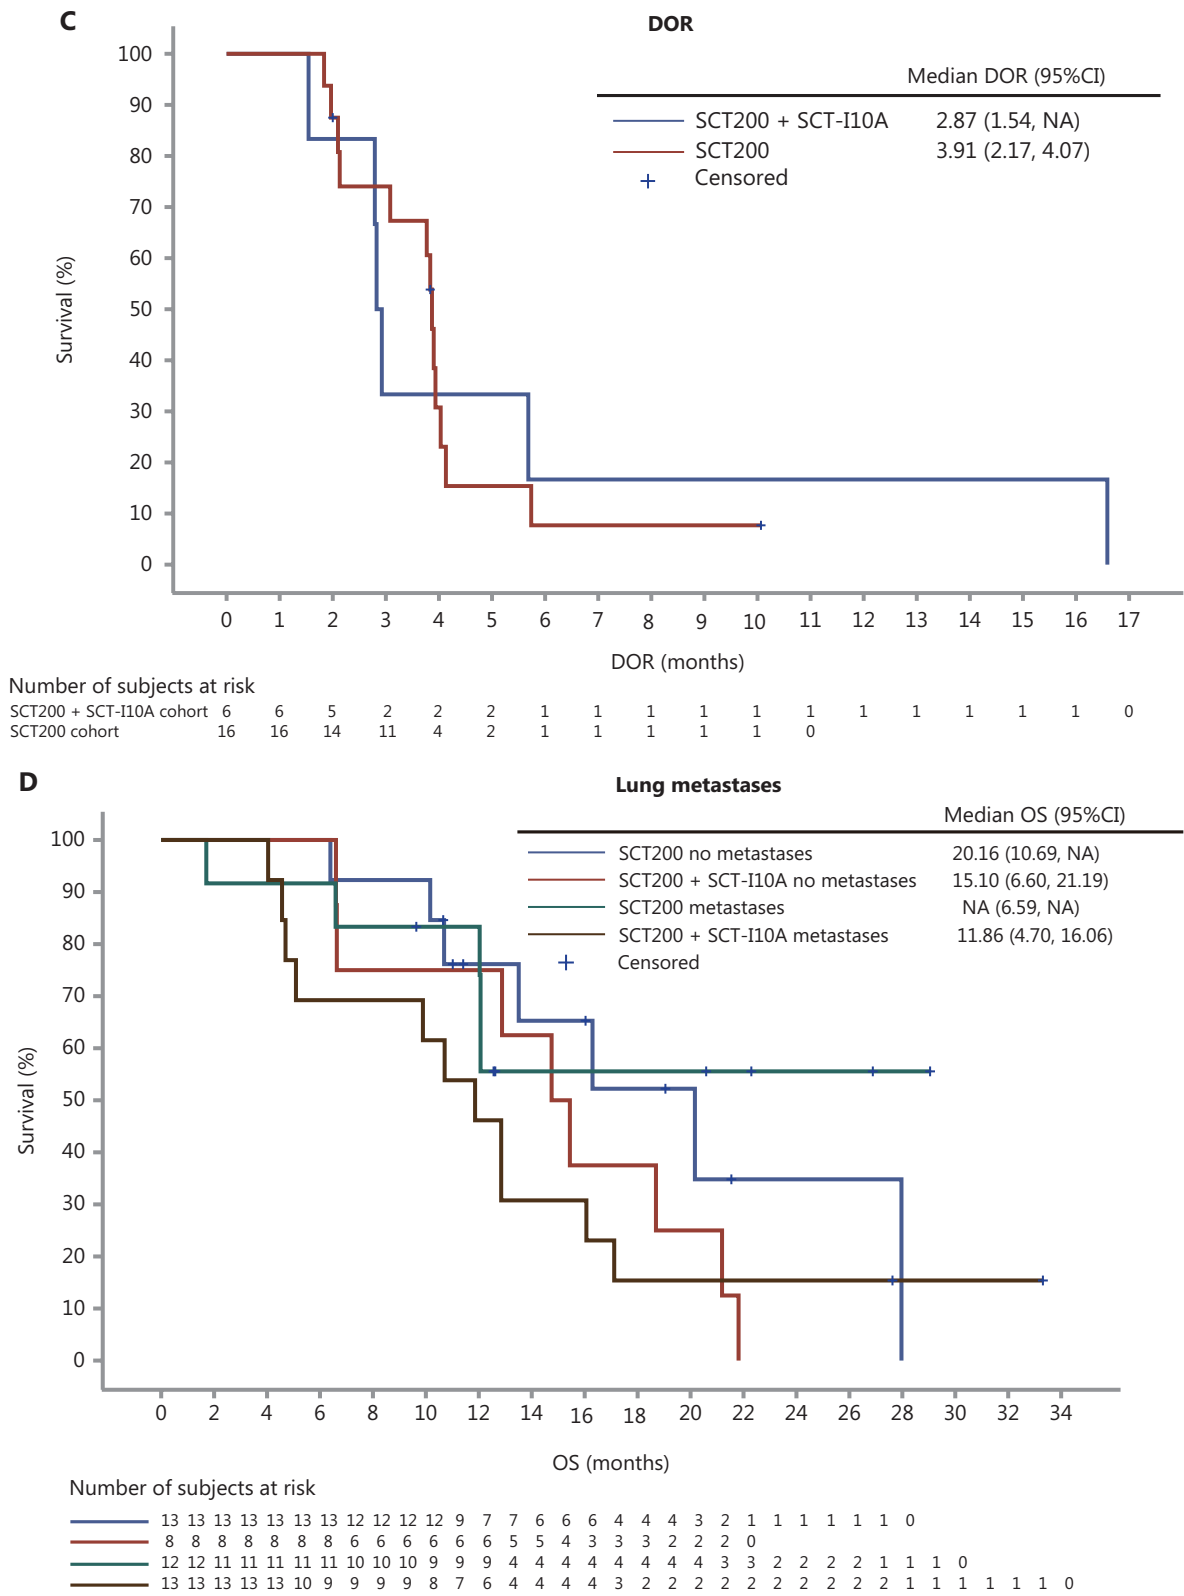 C
DOR
Median DOR (95%CI)
SCT200 + SCT-I10A 2.87 (1.54, NA)
SCT200 3.91 (2.17, 4.07)
Censored
Survival (%)
100
90
80
70
60
50
40
30
20
10
0
0 1 2 3 4 5 6 7 8 9 10 11 12 13 14 15 16 17
DOR (months)
Number of subjects at risk
SCT200 + SCT-I10A cohort 6 6 5 2 2 2 1 1 1 1 1 1 1 1 1 1 1 0
SCT200 cohort 16 16 14 11 4 2 1 1 1 1 1 0
D
Lung metastases
Median OS (95%CI)
SCT200 no metastases 20.16 (10.69, NA)
SCT200 + SCT-I10A no metastases 15.10 (6.60, 21.19)
SCT200 metastases NA (6.59, NA)
SCT200 + SCT-I10A metastases 11.86 (4.70, 16.06)
Censored
Survival (%)
100
90
80
70
60
50
40
30
20
10
0
0 2 4 6 8 10 12 14 16 18 20 22 24 26 28 30 32 34
OS (months)
Number of subjects at risk
13 13 13 13 13 13 13 12 12 12 12 9 7 7 6 6 6 4 4 4 3 2 1 1 1 1 1 1 0
8 8 8 8 8 8 8 6 6 6 6 6 6 5 5 4 3 3 3 2 2 2 0
12 12 11 11 11 11 11 10 10 10 9 9 9 4 4 4 4 4 4 4 4 3 3 2 2 2 2 1 1 1 0
13 13 13 13 13 10 9 9 9 9 8 7 6 4 4 4 4 3 2 2 2 2 2 2 2 2 2 2 1 1 1 1 1 1 0